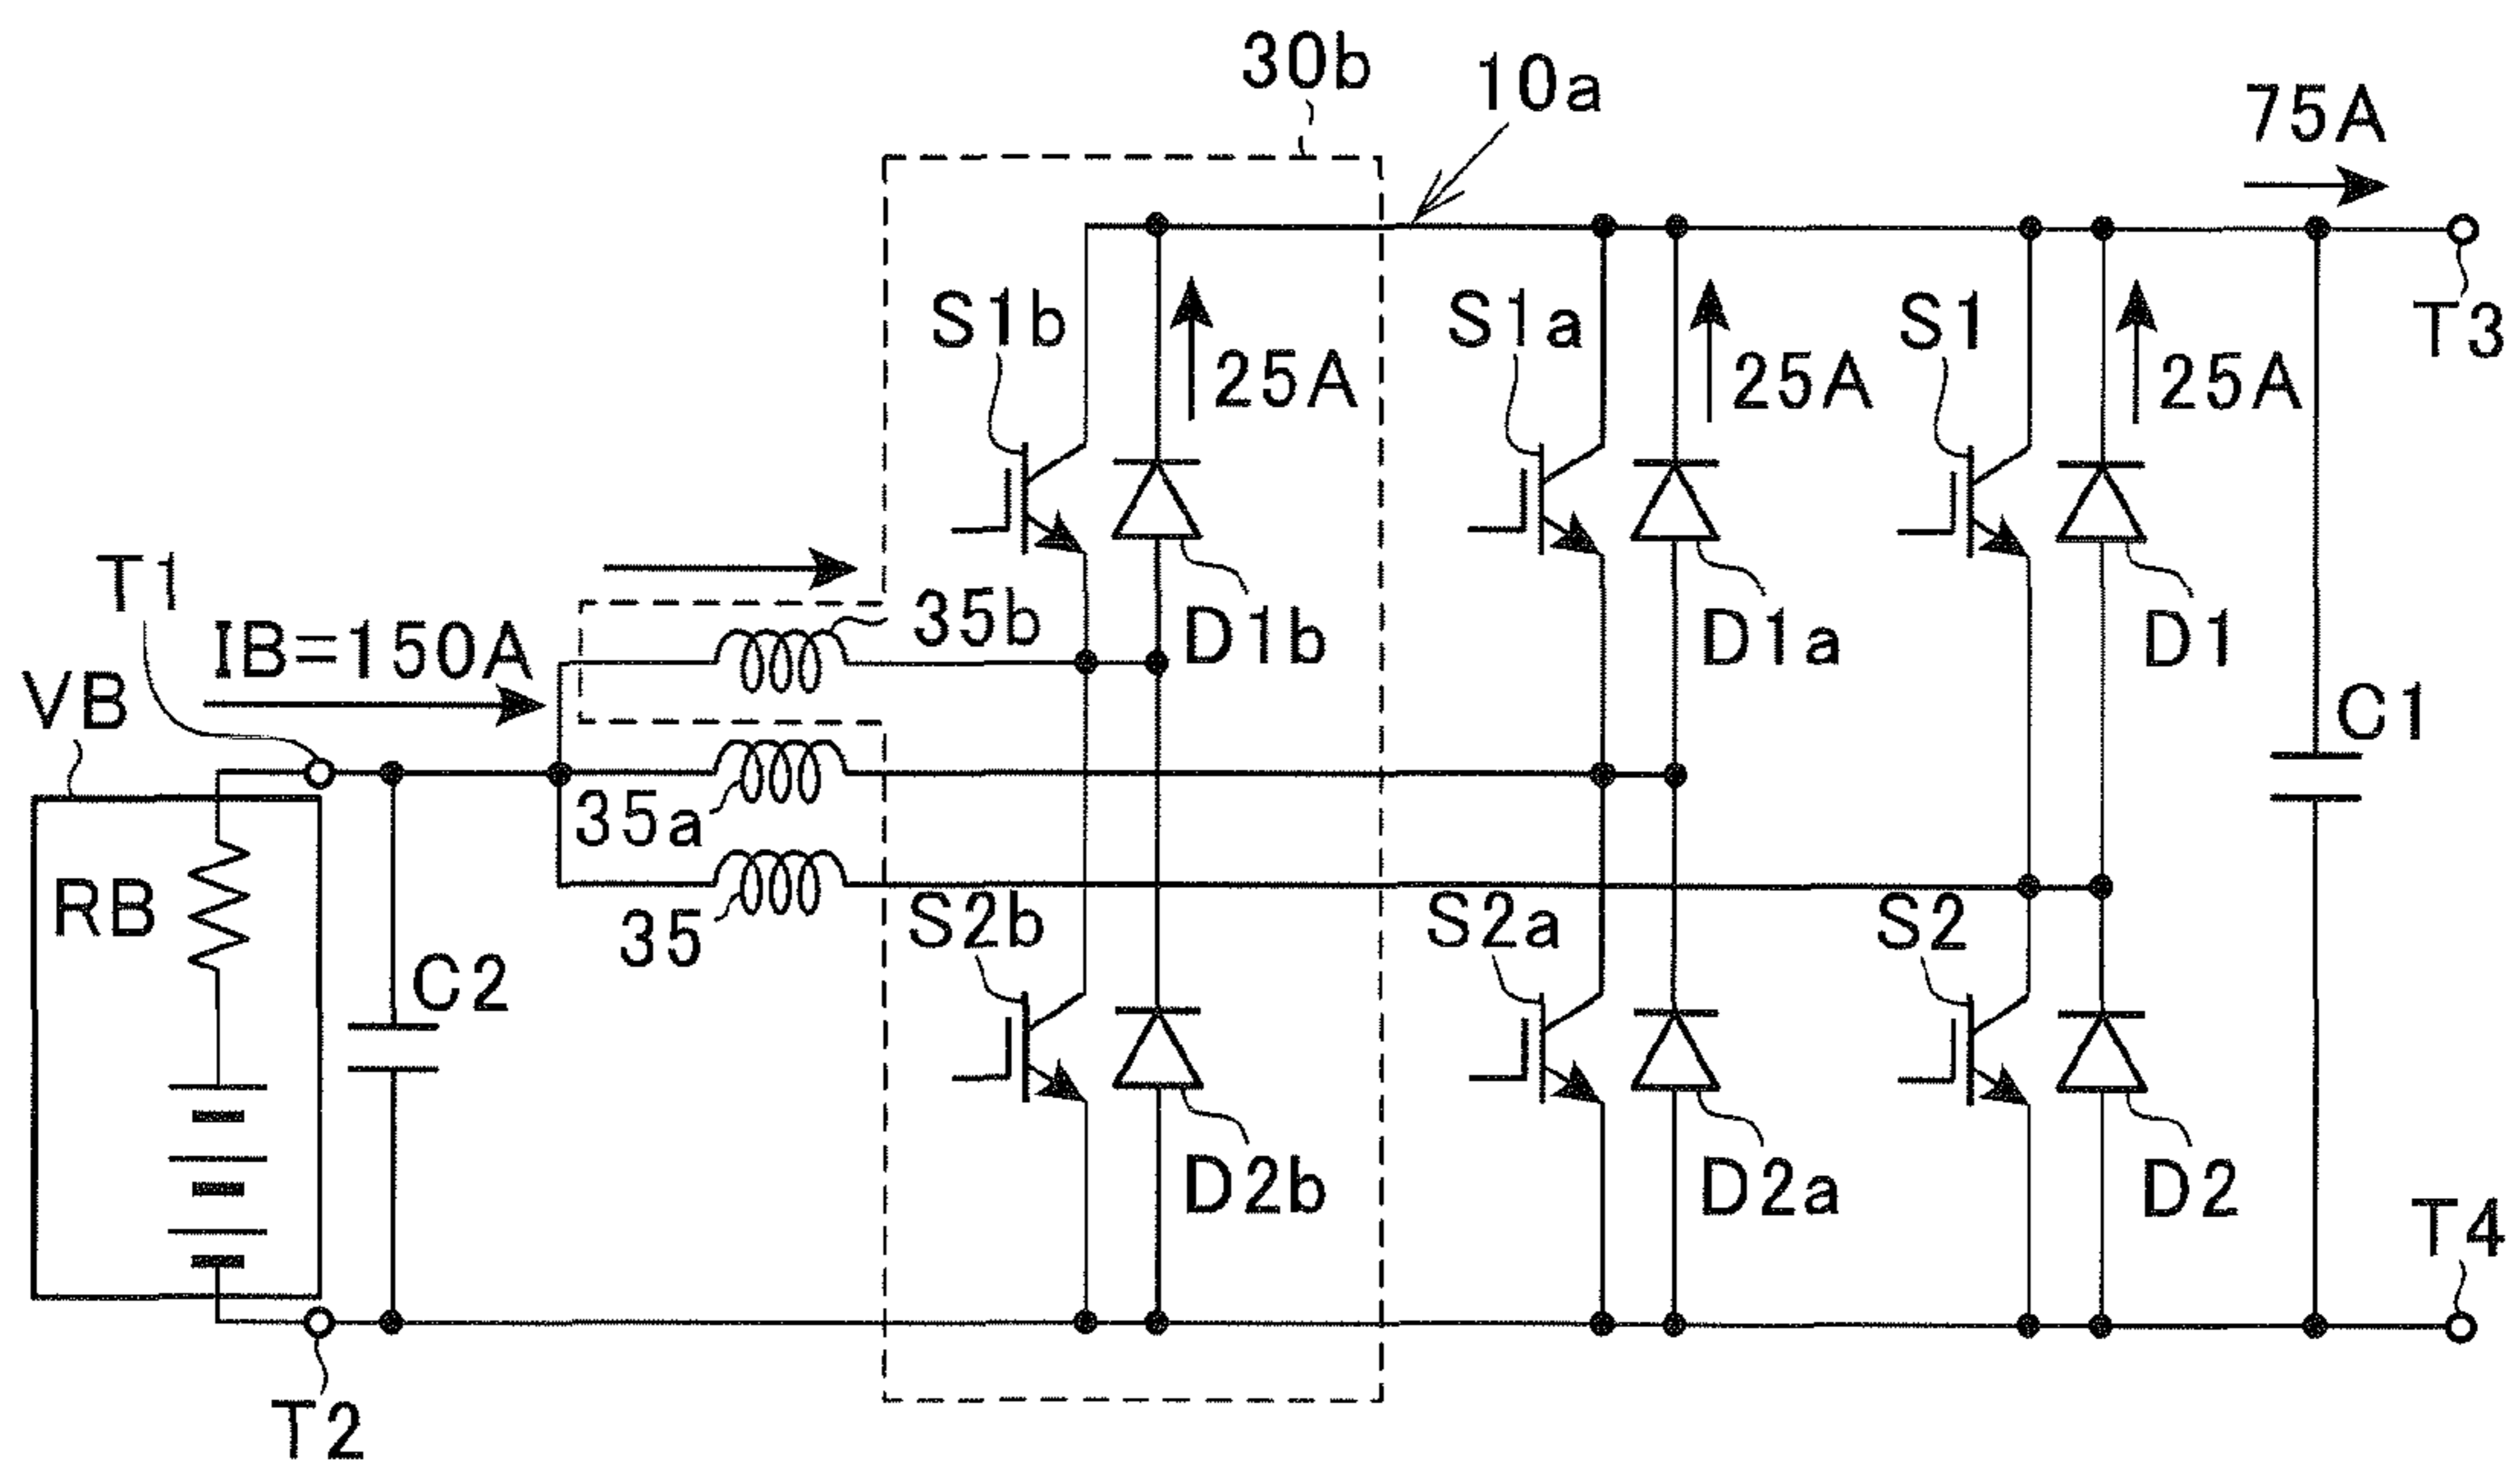 30b
10a
75A
S1b
25A
S1a
25A
S1
25A
T3
T1
IB=150A
35b
D1b
D1a
D1
VB
C1
35a
RB
35
S2b
S2a
S2
C2
D2b
D2a
D2
T4
T2